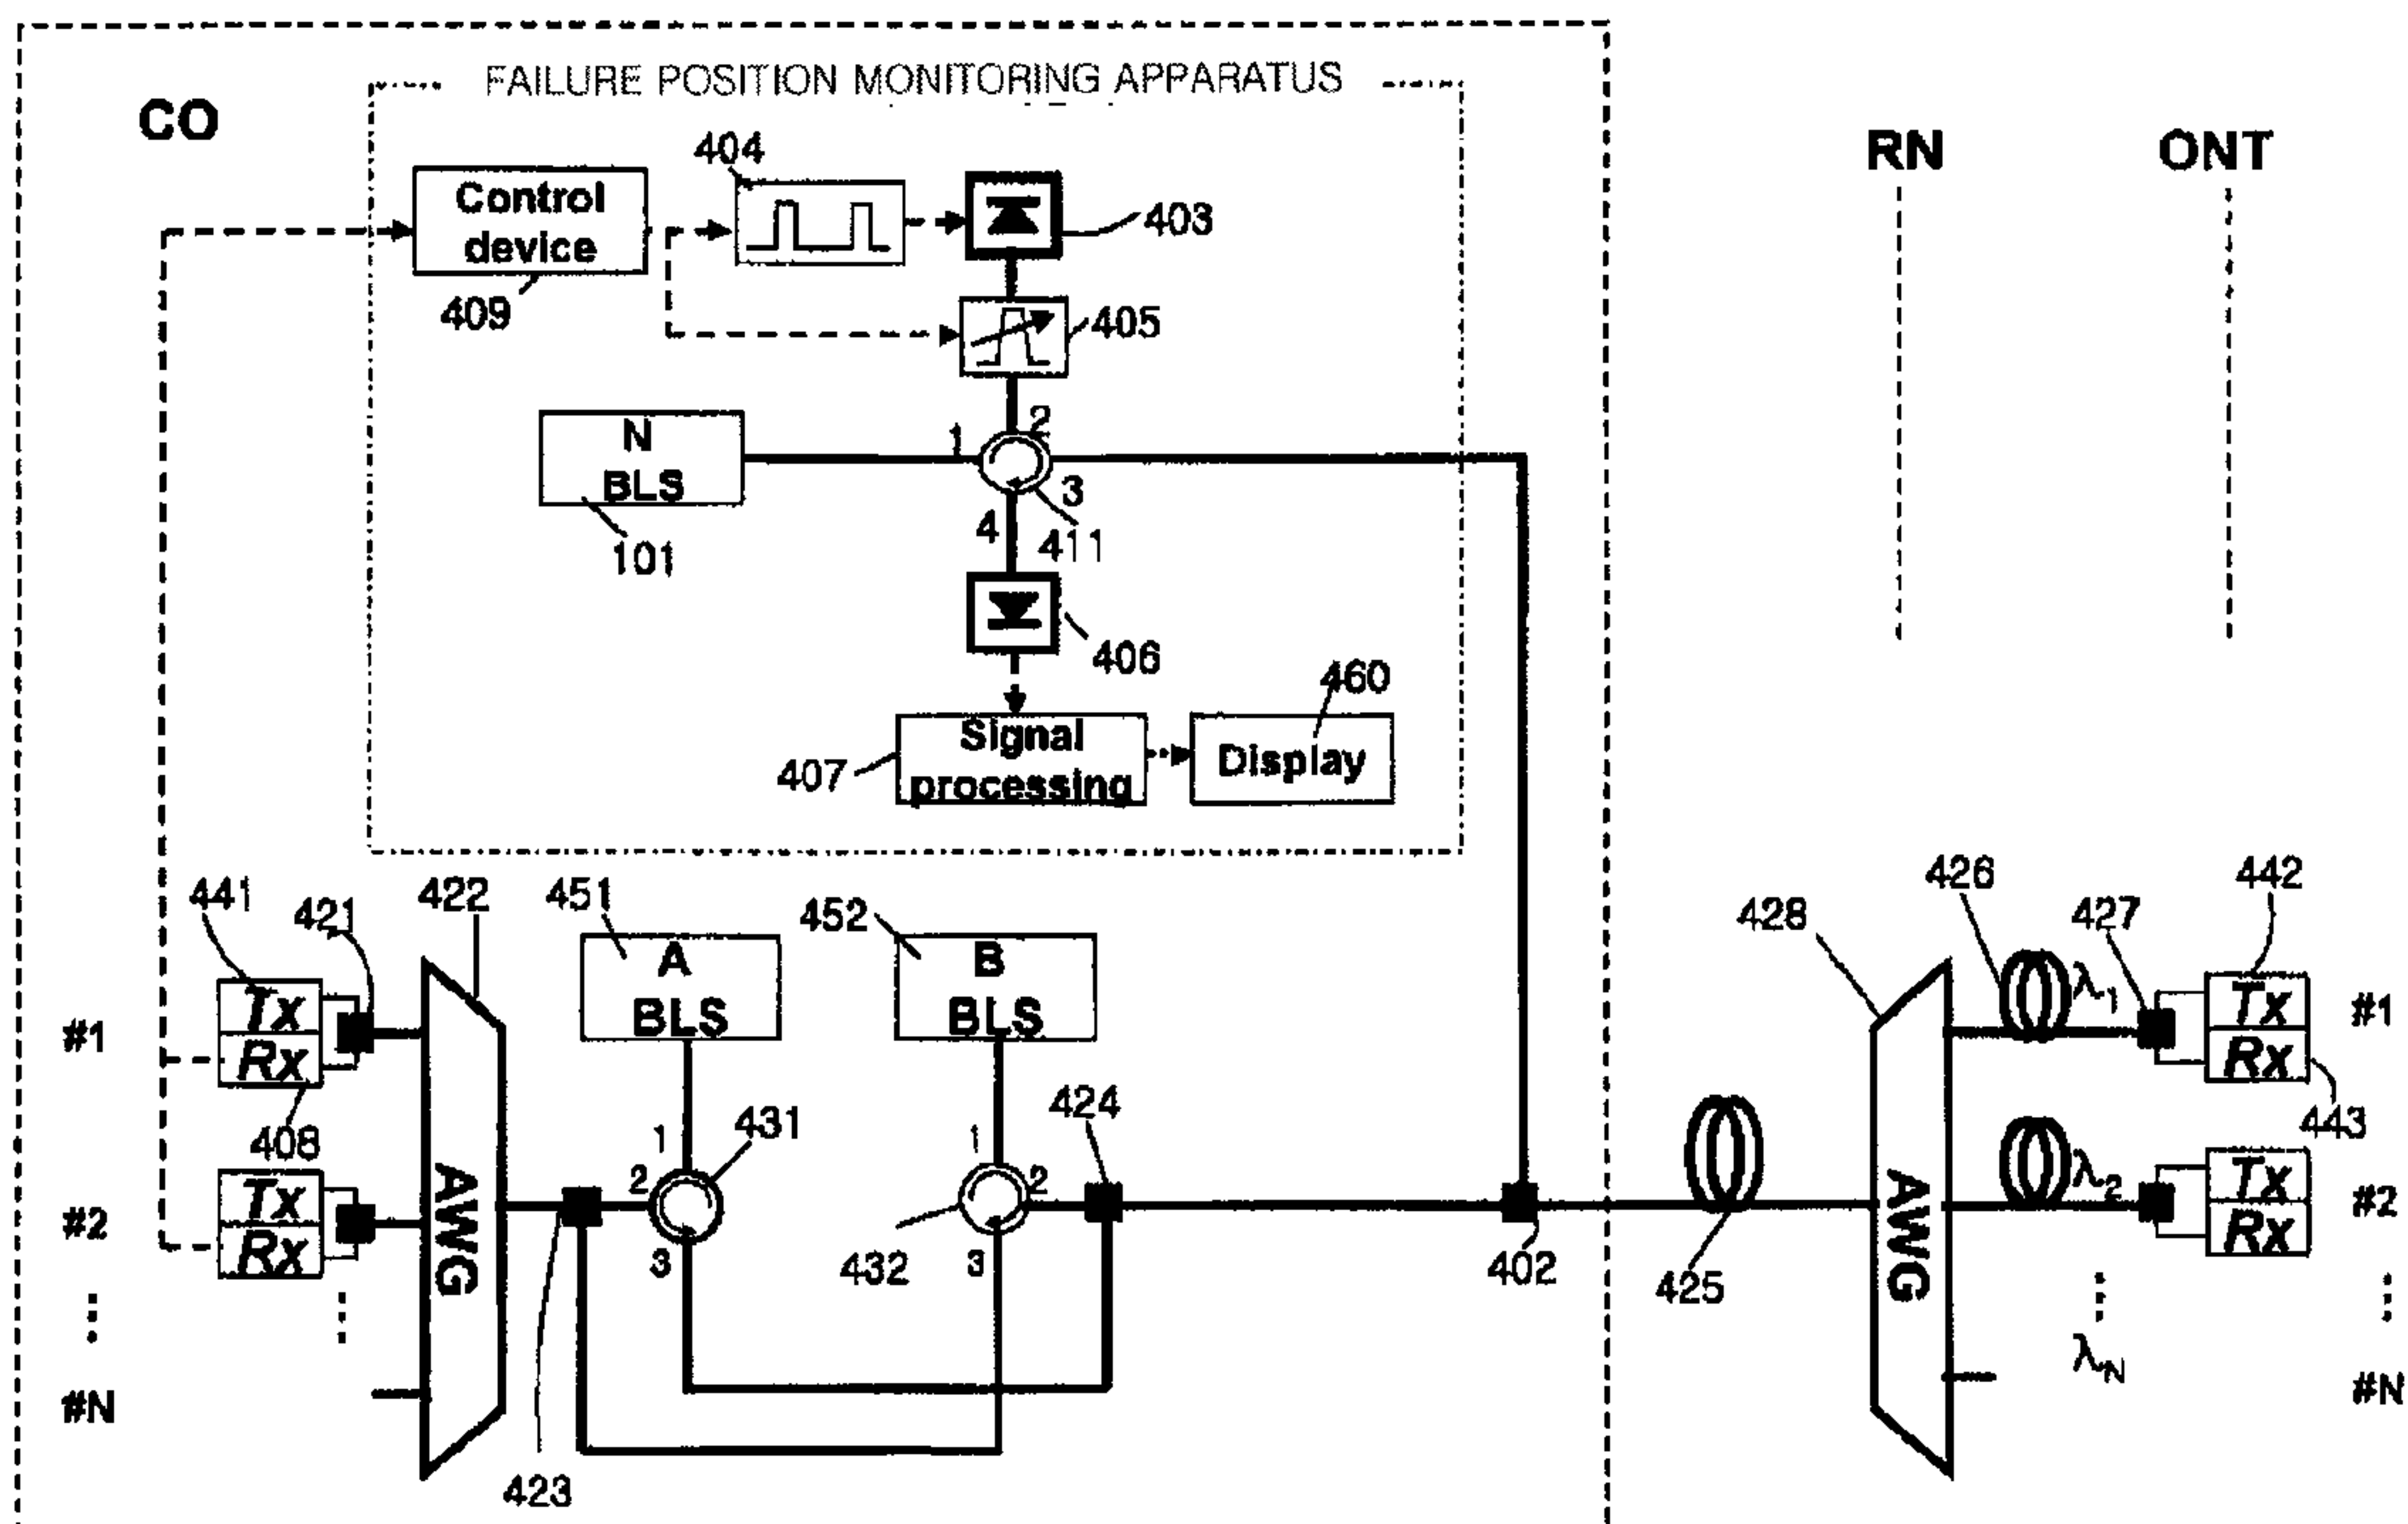 FAILURE POSITION MONITORING APPARATUS
CO
RN
ONT
404
Control
device
409
403
405
N
BLS
101
1
2
3
4
411
406
460
Signal
processing
407
Display
441
421
422
451
452
428
426
427
442
A
BLS
B
BLS
λ1
Tx
Rx
#1
408
Tx
Rx
#1
443
431
1
2
3
424
1
2
3
432
AWG
Tx
Rx
#2
402
425
AWG
λ2
Tx
Rx
#2
λN
#N
#N
423